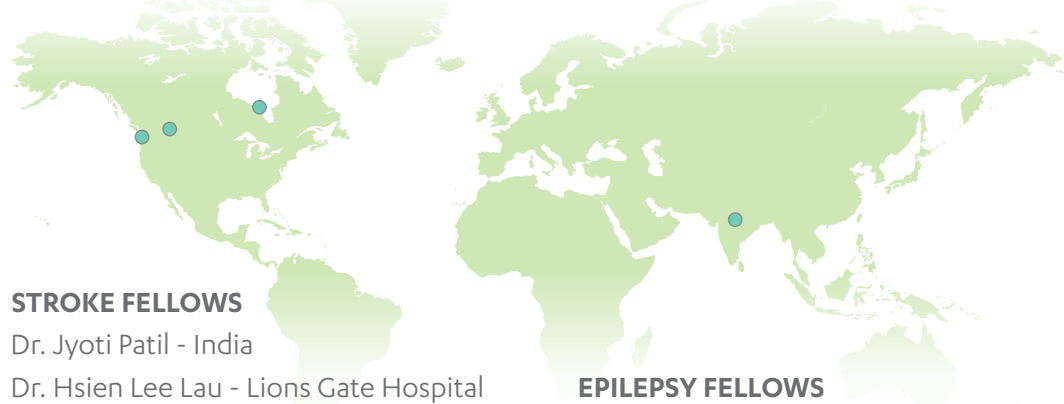 STROKE FELLOWS
Dr. Jyoti Patil - India
Dr. Hsien Lee Lau - Lions Gate Hospital
EPILEPSY FELLOWS